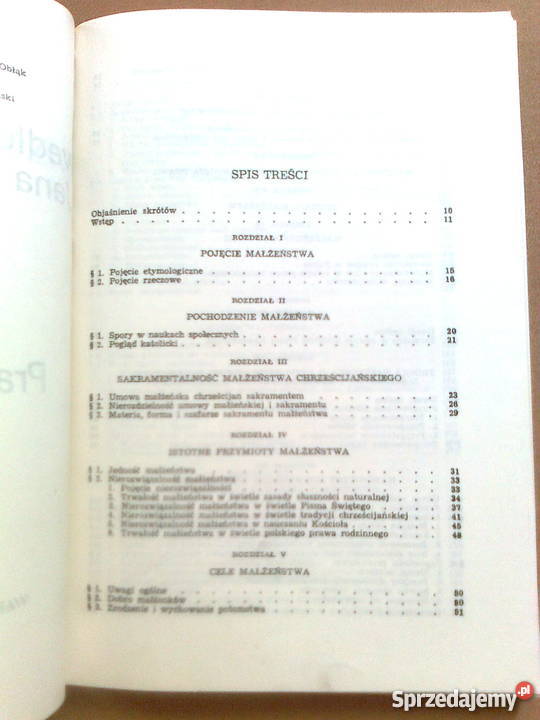 Obłąk
ski
SPIS TREŚCI
Objaśnienie skrótów . . . . . . . . . . . . . . 10
Wstęp . . . . . . . . . . . . . . 11
ROZDZIAŁ I
POJĘCIE MAŁŻEŃSTWA
§ 1. Pojęcie etymologiczne . . . . . . . . . . . . 15
§ 2. Pojęcie rzeczowe . . . . . . . . . . . . 16
ROZDZIAŁ II
POCHODZENIE MAŁŻEŃSTWA
§ 1. Spory w naukach społecznych . . . . . . . . . . 20
§ 2. Pogląd katolicki . . . . . . . . . . . . 21
ROZDZIAŁ III
SAKRAMENTALNOŚĆ MAŁŻEŃSTWA CHRZEŚCIJAŃSKIEGO
§ 1. Umowa małżeńska chrześcijan sakramentem . . . . . . 23
§ 2. Nierozdzielność umowy małżeńskiej i sakramentu . . . . . 26
§ 3. Materia, forma i szafarze sakramentu małżeństwa . . . . . 29
ROZDZIAŁ IV
ISTOTNE PRZYMIOTY MAŁŻEŃSTWA
§ 1. Jedność małżeństwa . . . . . . . . . . . . 31
§ 2. Nierozwiązalność małżeństwa . . . . . . . . . . 33
1. Pojęcie nierozwiązalności . . . . . . . . . . 33
2. Trwałość małżeństwa w świetle zasady słuszności naturalnej . . 34
3. Nierozwiązalność małżeństwa w świetle Pisma Świętego . . . 37
4. Nierozwiązalność małżeństwa w świetle tradycji chrześcijańskiej . 41
5. Nierozwiązalność małżeństwa w nauczaniu Kościoła . . . . 45
6. Trwałość małżeństwa w świetle polskiego prawa rodzinnego . . 48
ROZDZIAŁ V
CELE MAŁŻEŃSTWA
§ 1. Uwagi ogólne . . . . . . . . . . . . 50
§ 2. Dobro małżonków . . . . . . . . . . . . 50
§ 3. Zrodzenie i wychowanie potomstwa . . . . . . . . 51
Sprzedajemy.pl